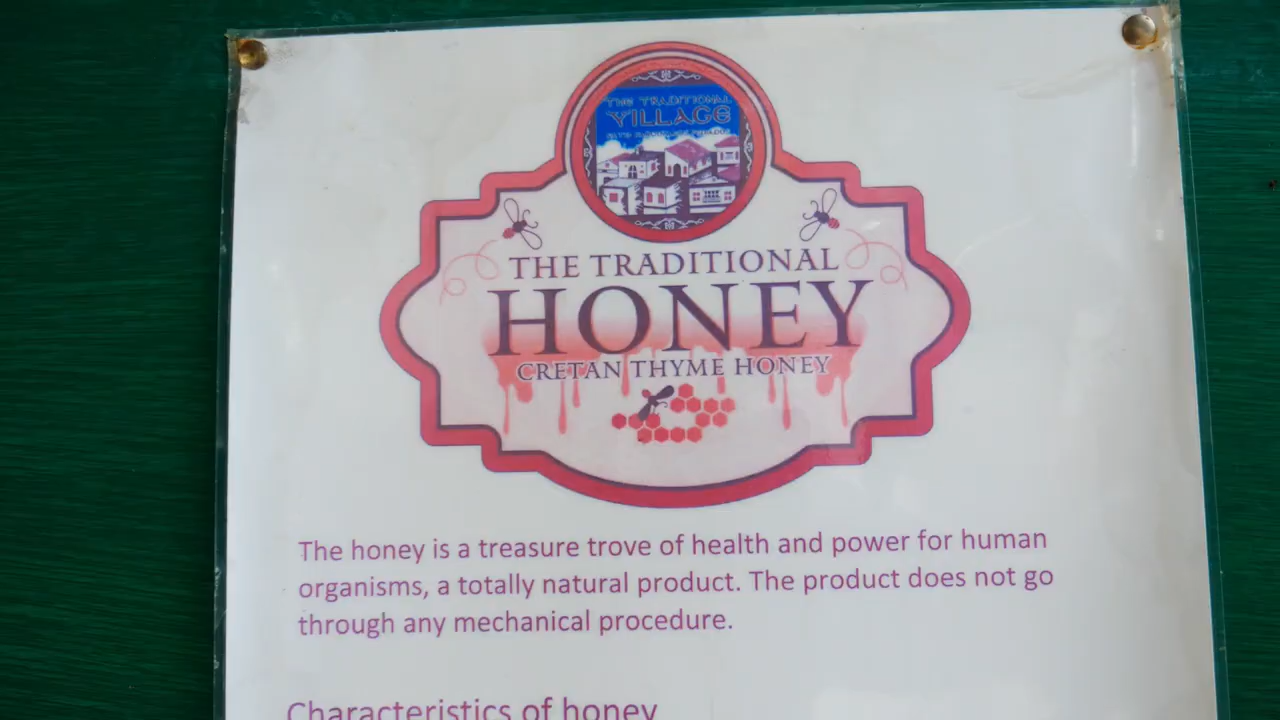 THE TRADITIONAL
VILLAGE
THE TRADITIONAL
HONEY
CRETAN THYME HONEY
The honey is a treasure trove of health and power for human
organisms, a totally natural product. The product does not go
through any mechanical procedure.
Characteristics of honey